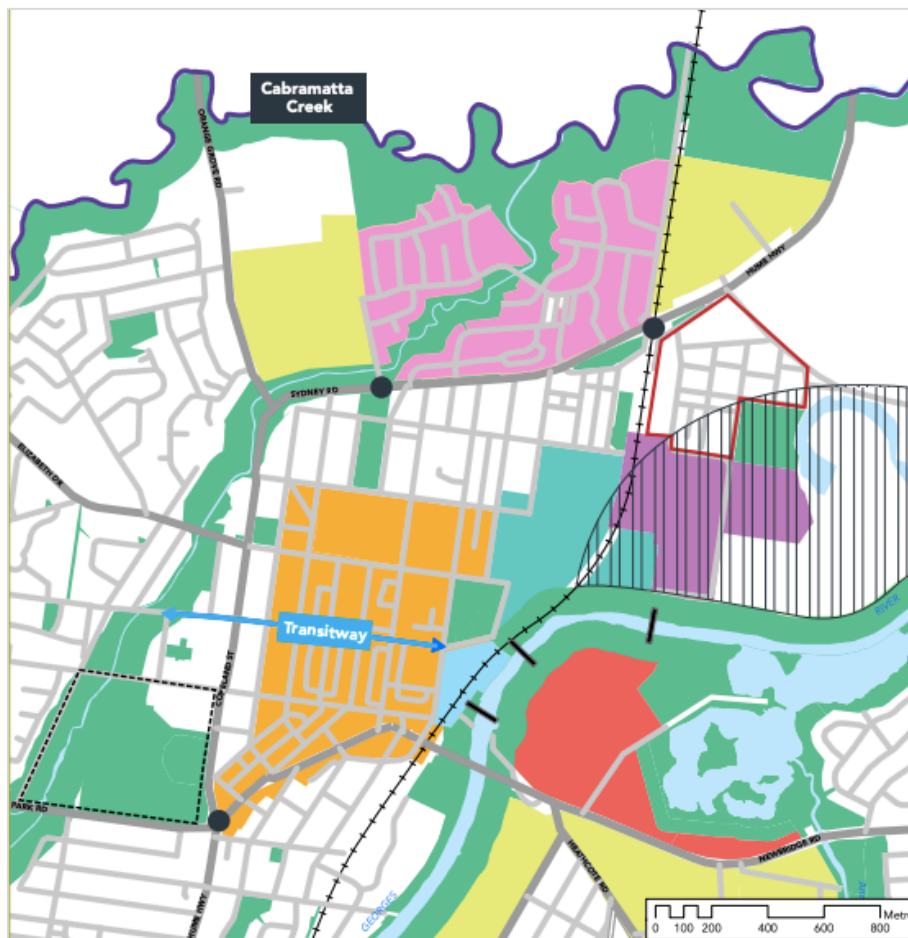 Cabramatta
Creek
ORANGE GROVE RD
HUME HWY
SYDNEY RD
ELIZABETH DR
Transitway
RIVER
COPELAND ST
PARK RD
NEWBRIDGE RD
HEATHCOTE RD
GEORGES
HUME HWY
Metre
0 100 200 400 600 800